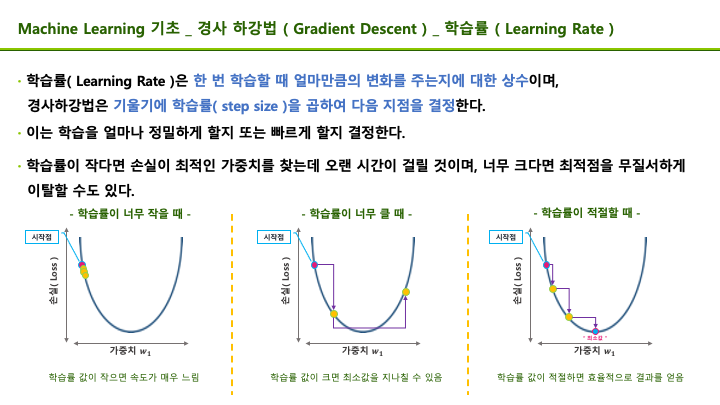 Machine Learning 기초 _ 경사 하강법 ( Gradient Descent ) _ 학습률 ( Learning Rate )
· 학습률( Learning Rate )은 한 번 학습할 때 얼마만큼의 변화를 주는지에 대한 상수이며,
경사하강법은 기울기에 학습률( step size )을 곱하여 다음 지점을 결정한다.
· 이는 학습을 얼마나 정밀하게 할지 또는 빠르게 할지 결정한다.
· 학습률이 작다면 손실이 최적인 가중치를 찾는데 오랜 시간이 걸릴 것이며, 너무 크다면 최적점을 무질서하게
이탈할 수도 있다.
- 학습률이 너무 작을 때 -
시작점
손실( Loss )
가중치 w₁
학습률 값이 작으면 속도가 매우 느림
- 학습률이 너무 클 때 -
시작점
손실( Loss )
가중치 w₁
학습률 값이 크면 최소값을 지나칠 수 있음
- 학습률이 적절할 때 -
시작점
손실( Loss )
" 최소값 "
가중치 w₁
학습률 값이 적절하면 효율적으로 결과를 얻음